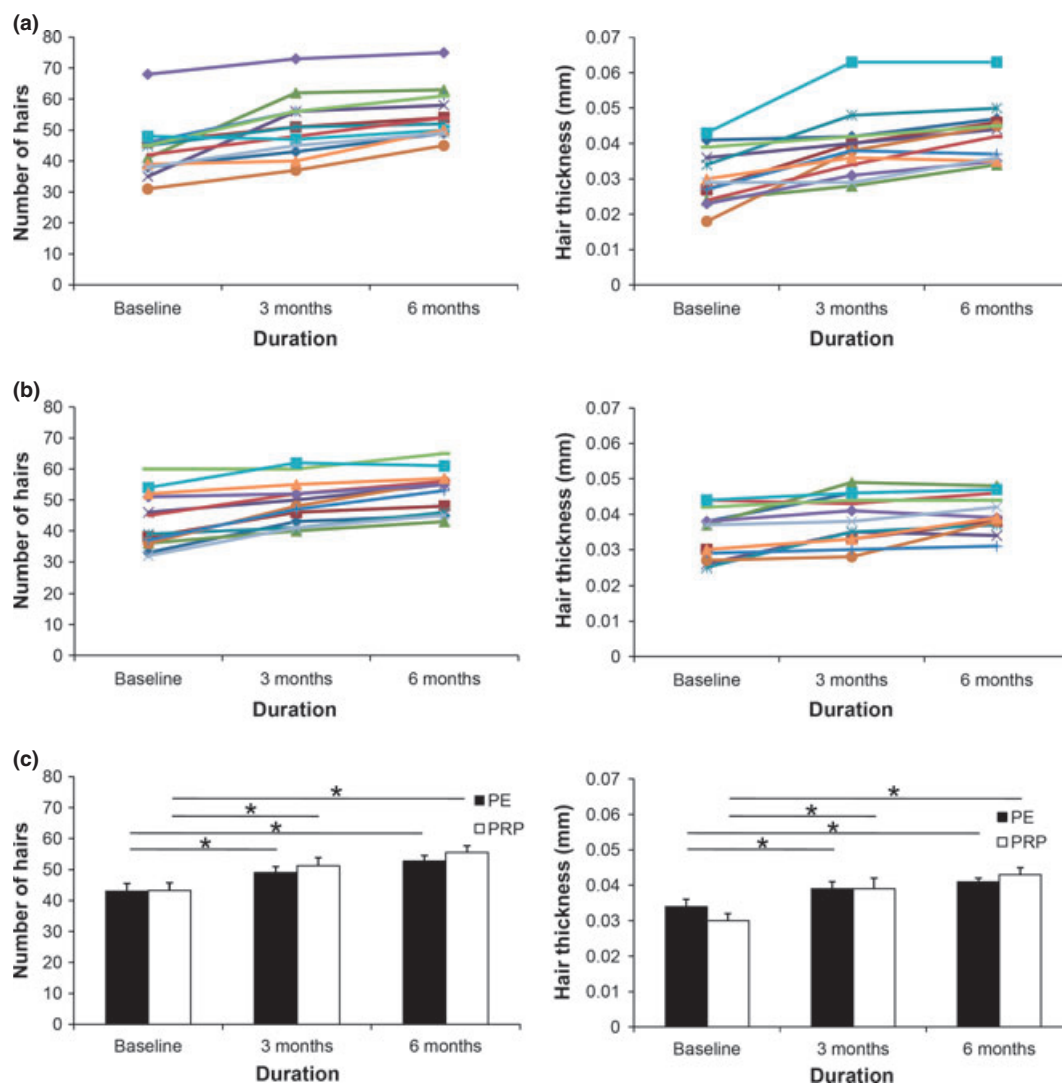 (a)
Number of hairs
80
70
60
50
40
30
20
10
0
Baseline
3 months
6 months
Duration
Hair thickness (mm)
0.07
0.06
0.05
0.04
0.03
0.02
0.01
0
Baseline
3 months
6 months
Duration
(b)
Number of hairs
80
70
60
50
40
30
20
10
0
Baseline
3 months
6 months
Duration
Hair thickness (mm)
0.07
0.06
0.05
0.04
0.03
0.02
0.01
0
Baseline
3 months
6 months
Duration
(c)
Number of hairs
80
70
60
50
40
30
20
10
0
*
*
*
*
PE
PRP
Baseline
3 months
6 months
Duration
Hair thickness (mm)
0.07
0.06
0.05
0.04
0.03
0.02
0.01
0
*
*
*
*
PE
PRP
Baseline
3 months
6 months
Duration